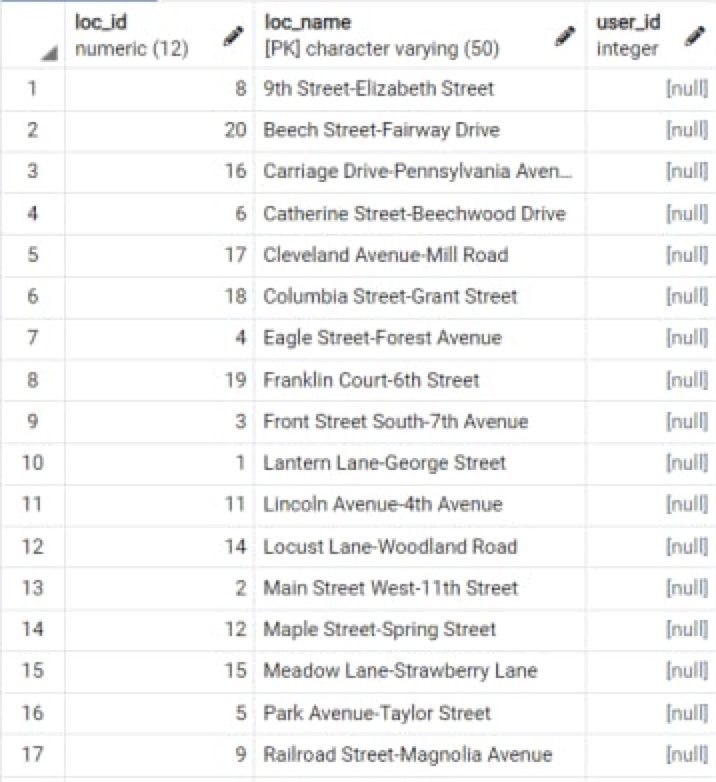 loc_id loc_name user_id
numeric (12) [PK] character varying (50) integer
1 8 9th Street-Elizabeth Street [null]
2 20 Beech Street-Fairway Drive [null]
3 16 Carriage Drive-Pennsylvania Aven... [null]
4 6 Catherine Street-Beechwood Drive [null]
5 17 Cleveland Avenue-Mill Road [null]
6 18 Columbia Street-Grant Street [null]
7 4 Eagle Street-Forest Avenue [null]
8 19 Franklin Court-6th Street [null]
9 3 Front Street South-7th Avenue [null]
10 1 Lantern Lane-George Street [null]
11 11 Lincoln Avenue-4th Avenue [null]
12 14 Locust Lane-Woodland Road [null]
13 2 Main Street West-11th Street [null]
14 12 Maple Street-Spring Street [null]
15 15 Meadow Lane-Strawberry Lane [null]
16 5 Park Avenue-Taylor Street [null]
17 9 Railroad Street-Magnolia Avenue [null]